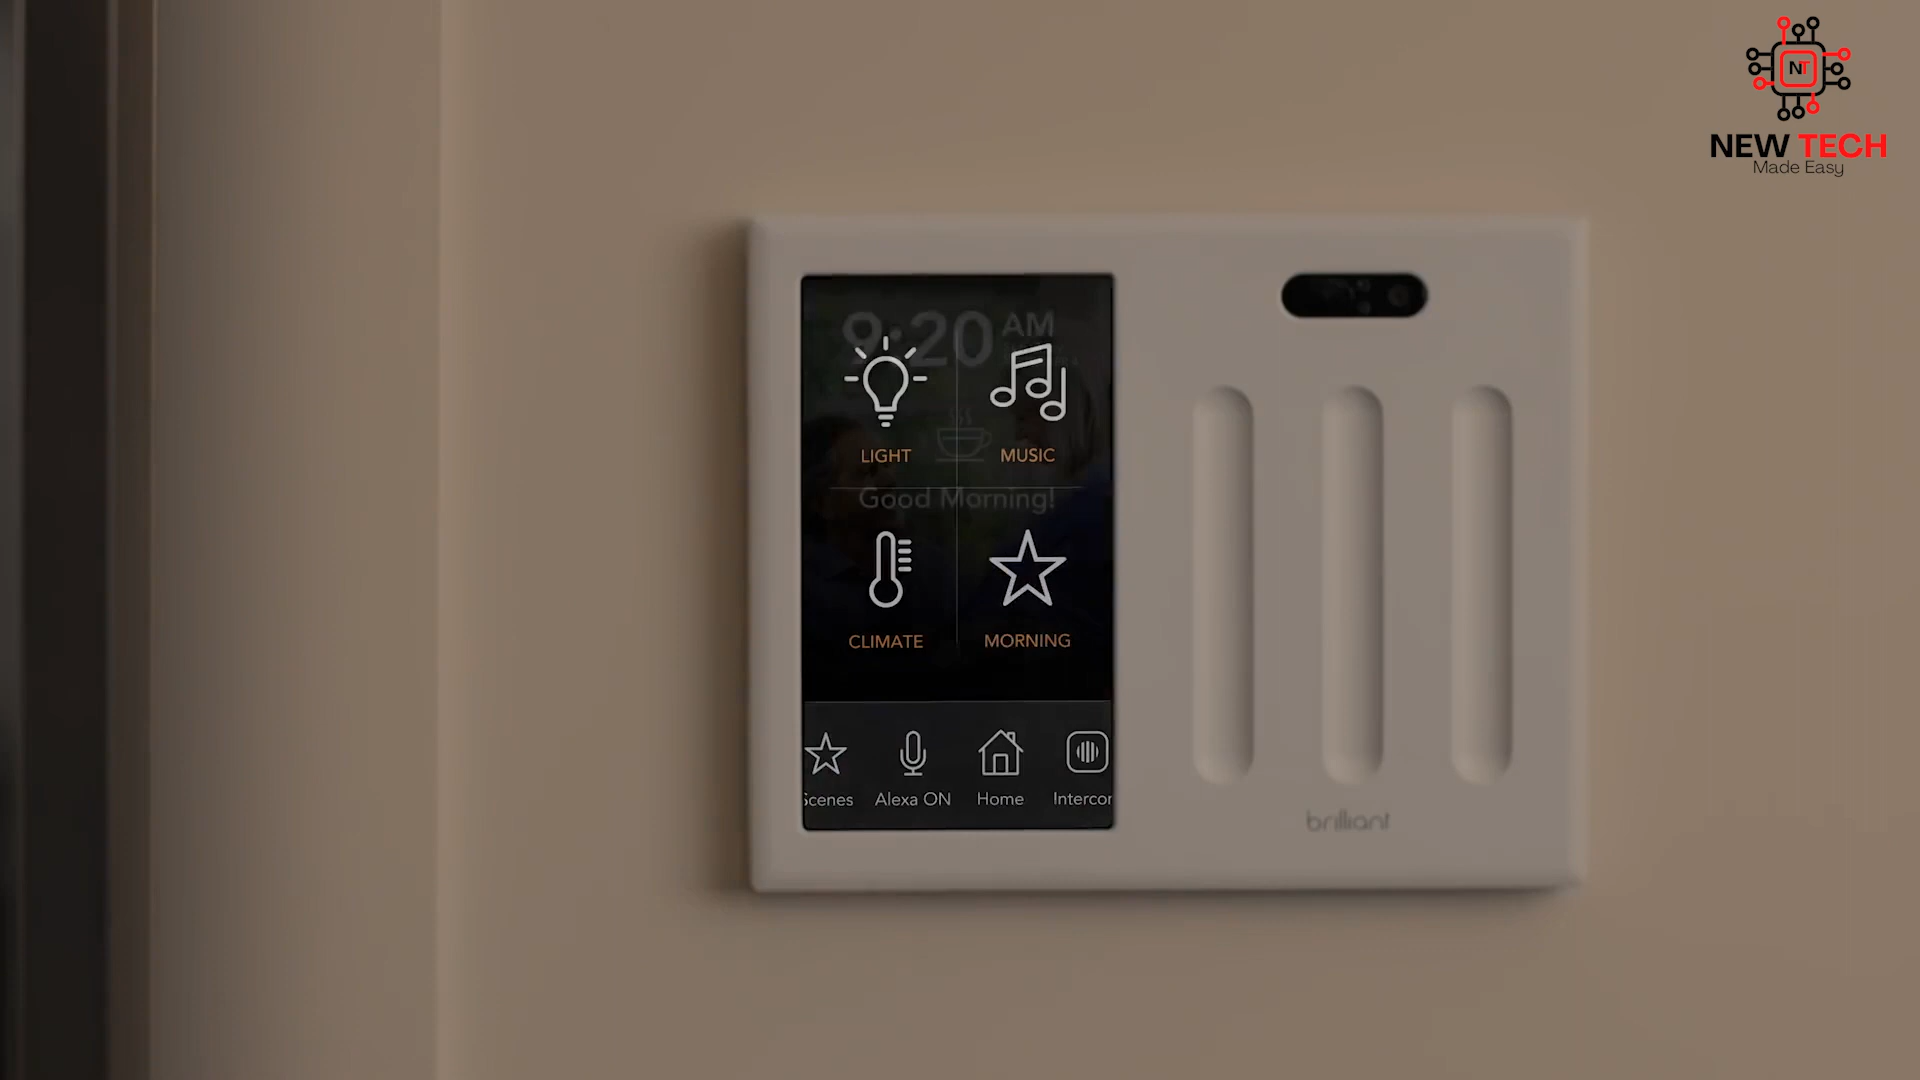 NT
NEW TECH
Made Easy
9:20 AM
LIGHT
MUSIC
Good Morning!
CLIMATE
MORNING
Scenes
Alexa ON
Home
Intercor
brilliant